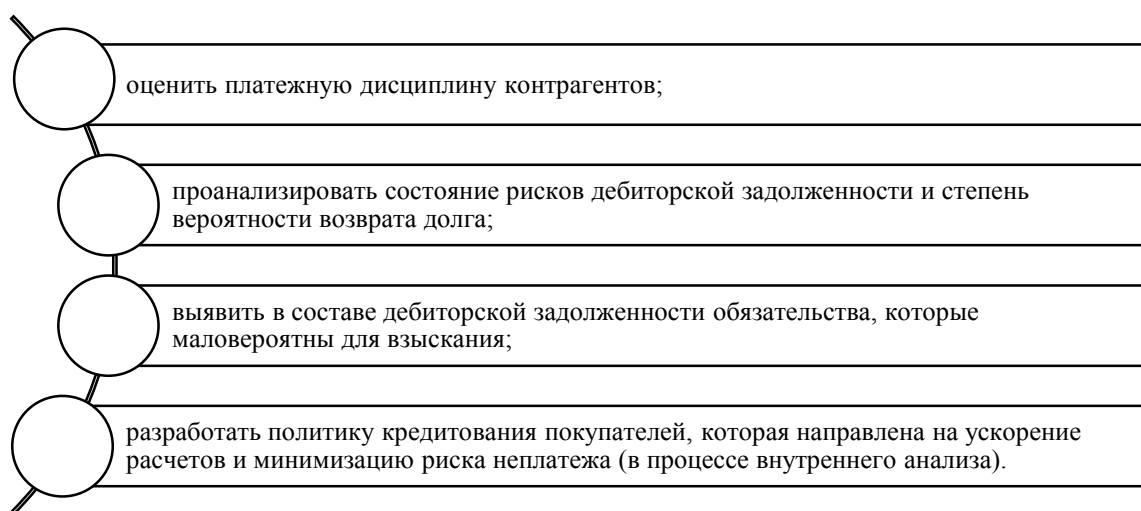 оценить платежную дисциплину контрагентов;
проанализировать состояние рисков дебиторской задолженности и степень
вероятности возврата долга;
выявить в составе дебиторской задолженности обязательства, которые
маловероятны для взыскания;
разработать политику кредитования покупателей, которая направлена на ускорение
расчетов и минимизацию риска неплатежа (в процессе внутреннего анализа).